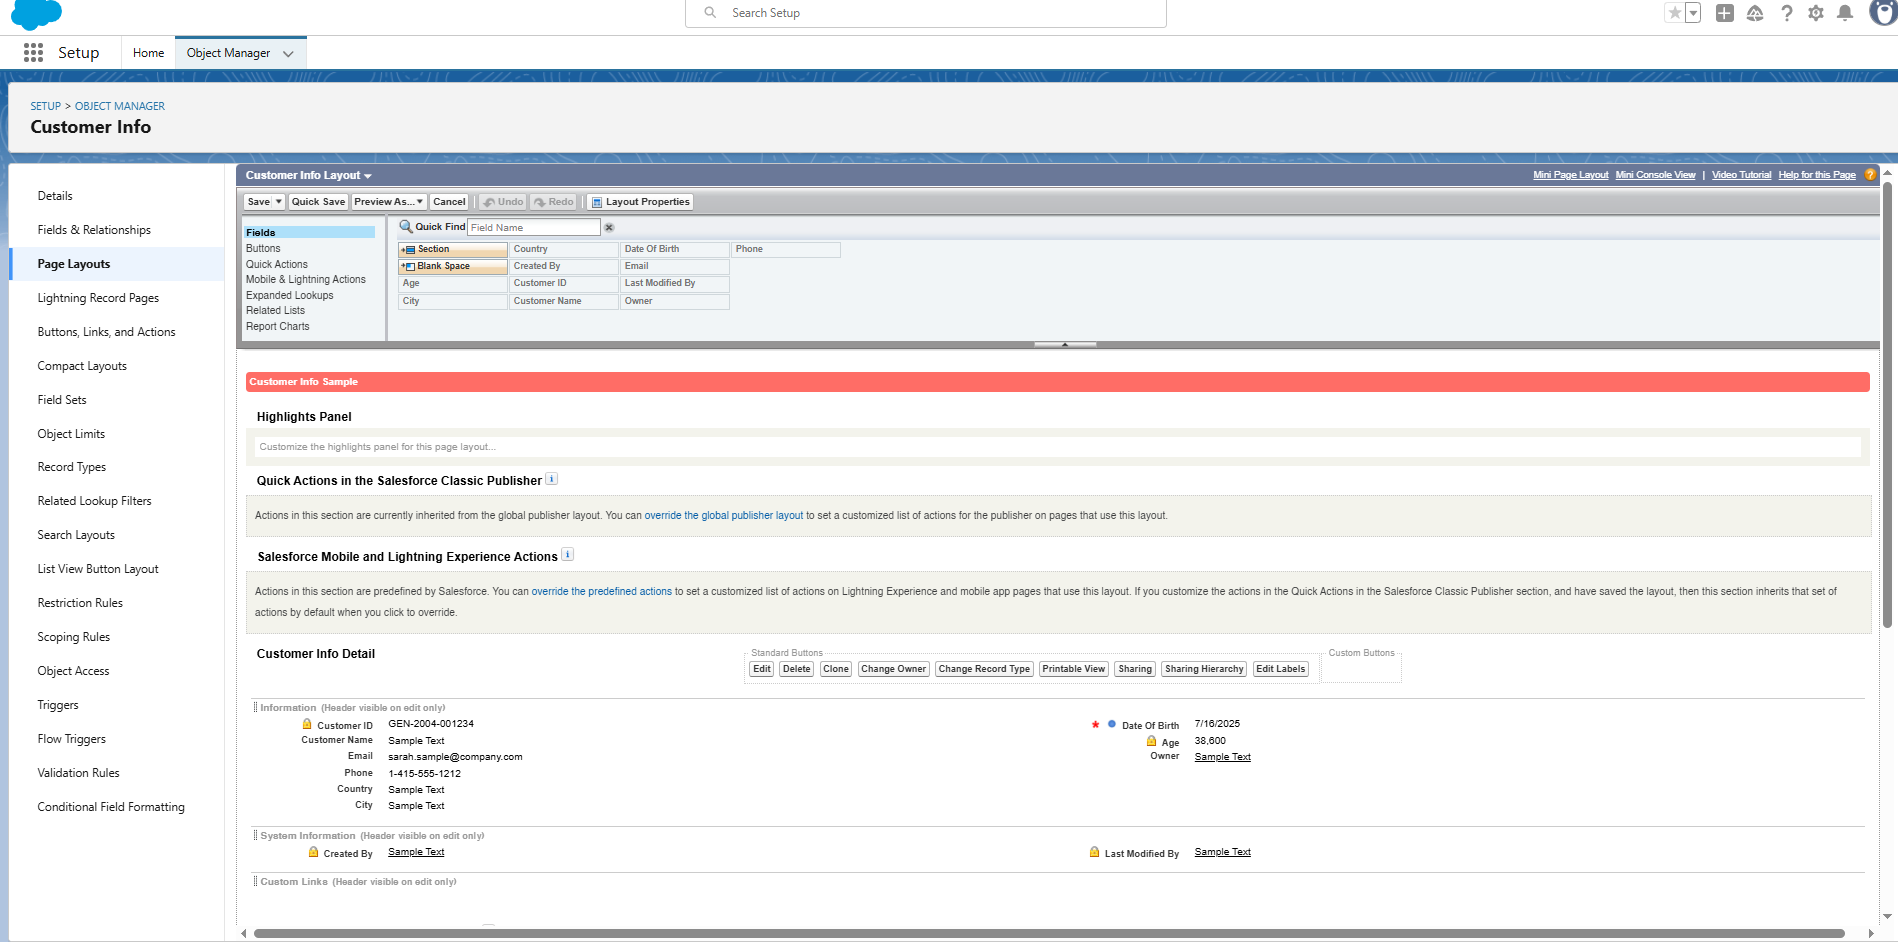 Search Setup
Setup
Home
Object Manager
SETUP > OBJECT MANAGER
Customer Info
Details
Fields & Relationships
Page Layouts
Lightning Record Pages
Buttons, Links, and Actions
Compact Layouts
Field Sets
Object Limits
Record Types
Related Lookup Filters
Search Layouts
List View Button Layout
Restriction Rules
Scoping Rules
Object Access
Triggers
Flow Triggers
Validation Rules
Conditional Field Formatting
Customer Info Layout
Mini Page Layout Mini Console View | Video Tutorial Help for this Page ?
Save Quick Save Preview As... Cancel Undo Redo Layout Properties
Fields
Buttons
Quick Actions
Mobile & Lightning Actions
Expanded Lookups
Related Lists
Report Charts
Quick Find Field Name
Section Country Date Of Birth Phone
Blank Space Created By Email
Age Customer ID Last Modified By
City Customer Name Owner
Customer Info Sample
Highlights Panel
Customize the highlights panel for this page layout...
Quick Actions in the Salesforce Classic Publisher i
Actions in this section are currently inherited from the global publisher layout. You can override the global publisher layout to set a customized list of actions for the publisher on pages that use this layout.
Salesforce Mobile and Lightning Experience Actions i
Actions in this section are predefined by Salesforce. You can override the predefined actions to set a customized list of actions on Lightning Experience and mobile app pages that use this layout. If you customize the actions in the Quick Actions in the Salesforce Classic Publisher section, and have saved the layout, then this section inherits that set of
actions by default when you click to override.
Customer Info Detail
Standard Buttons
Edit Delete Clone Change Owner Change Record Type Printable View Sharing Sharing Hierarchy Edit Labels
Custom Buttons
Information (Header visible on edit only)
Customer ID GEN-2004-001234
Customer Name Sample Text
Email sarah.sample@company.com
Phone 1-415-555-1212
Country Sample Text
City Sample Text
* Date Of Birth 7/16/2025
Age 38,600
Owner Sample Text
System Information (Header visible on edit only)
Created By Sample Text
Last Modified By Sample Text
Custom Links (Header visible on edit only)